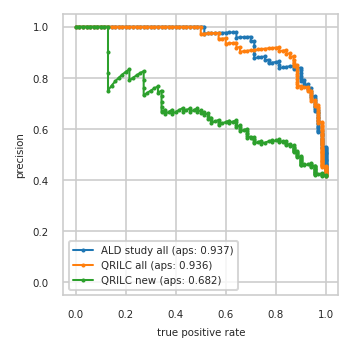 1.0
0.8
0.6
0.4
0.2
0.0
precision
ALD study all (aps: 0.937)
QRILC all (aps: 0.936)
QRILC new (aps: 0.682)
0.0 0.2 0.4 0.6 0.8 1.0
true positive rate